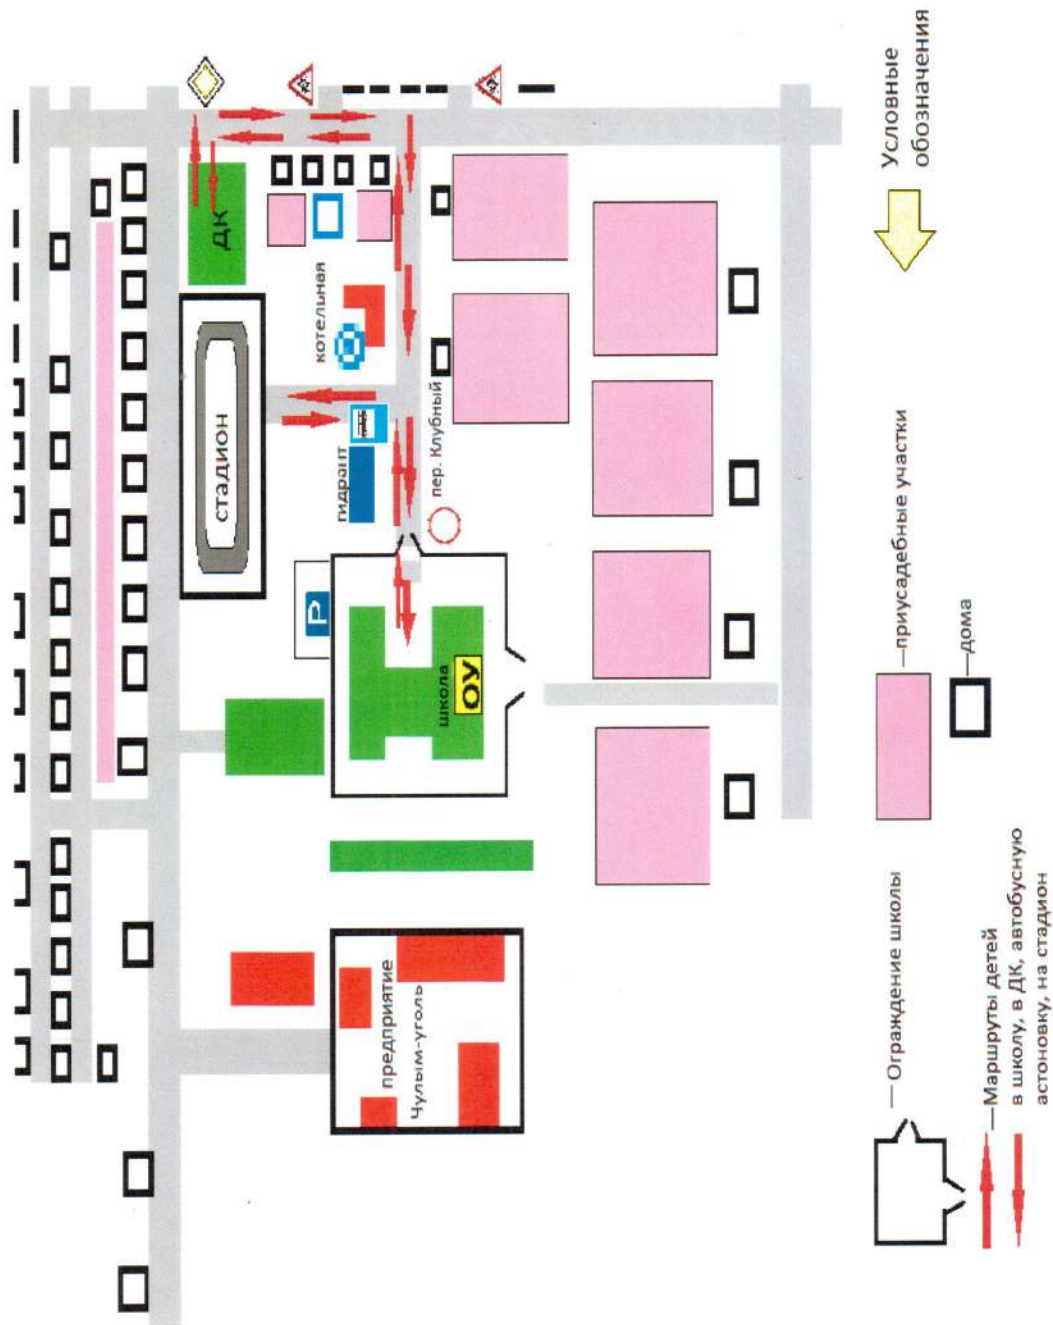 ДК
стадион
котельная
гидрант
пер. Клубный
P
школа
ОУ
предприятие
Чулым-уголь
Условные
обозначения
—приусадебные участки
—дома
— Ограждение школы
—Маршруты детей
в школу, в ДК, автобусную
астоновку, на стадион